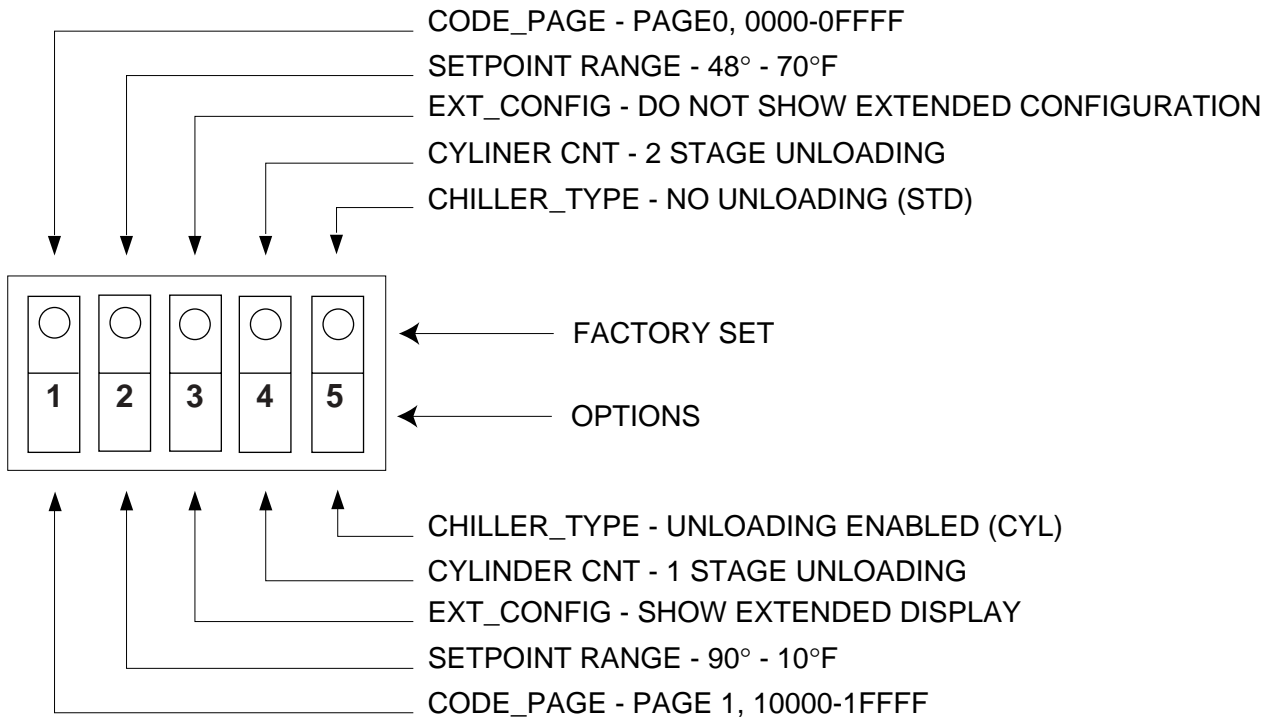 CODE_PAGE - PAGE0, 0000-0FFFF
SETPOINT RANGE - 48° - 70°F
EXT_CONFIG - DO NOT SHOW EXTENDED CONFIGURATION
CYLINER CNT - 2 STAGE UNLOADING
CHILLER_TYPE - NO UNLOADING (STD)
FACTORY SET
1 2 3 4 5
OPTIONS
CHILLER_TYPE - UNLOADING ENABLED (CYL)
CYLINDER CNT - 1 STAGE UNLOADING
EXT_CONFIG - SHOW EXTENDED DISPLAY
SETPOINT RANGE - 90° - 10°F
CODE_PAGE - PAGE 1, 10000-1FFFF